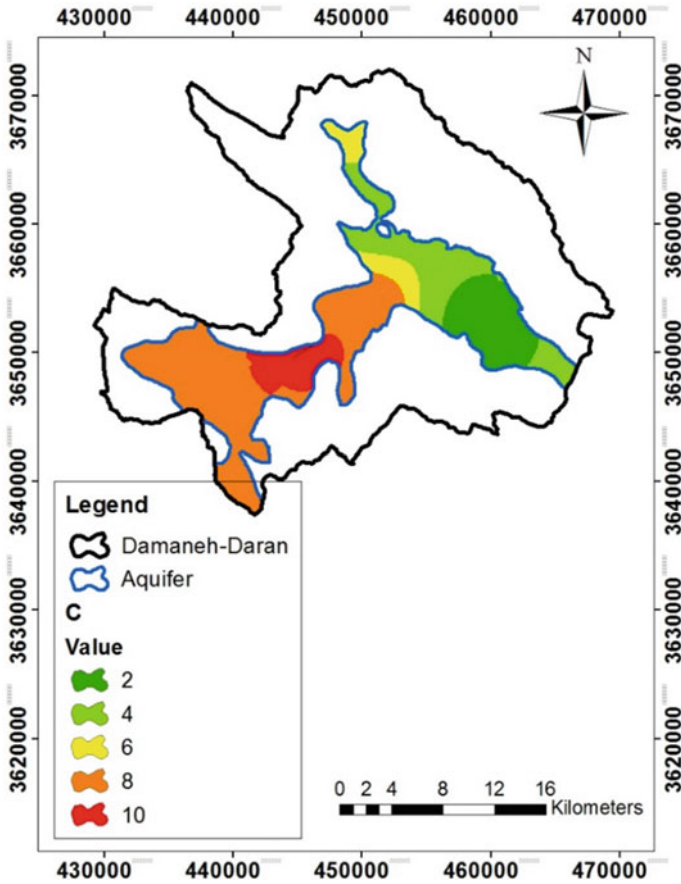 430000 440000 450000 460000 470000
N
3670000 3670000
3660000 3660000
3650000 3650000
3640000 3640000
3630000 3630000
3620000 3620000
Legend
Damaneh-Daran
Aquifer
C
Value
2
4
6
8
10
0 2 4 8 12 16
Kilometers
430000 440000 450000 460000 470000